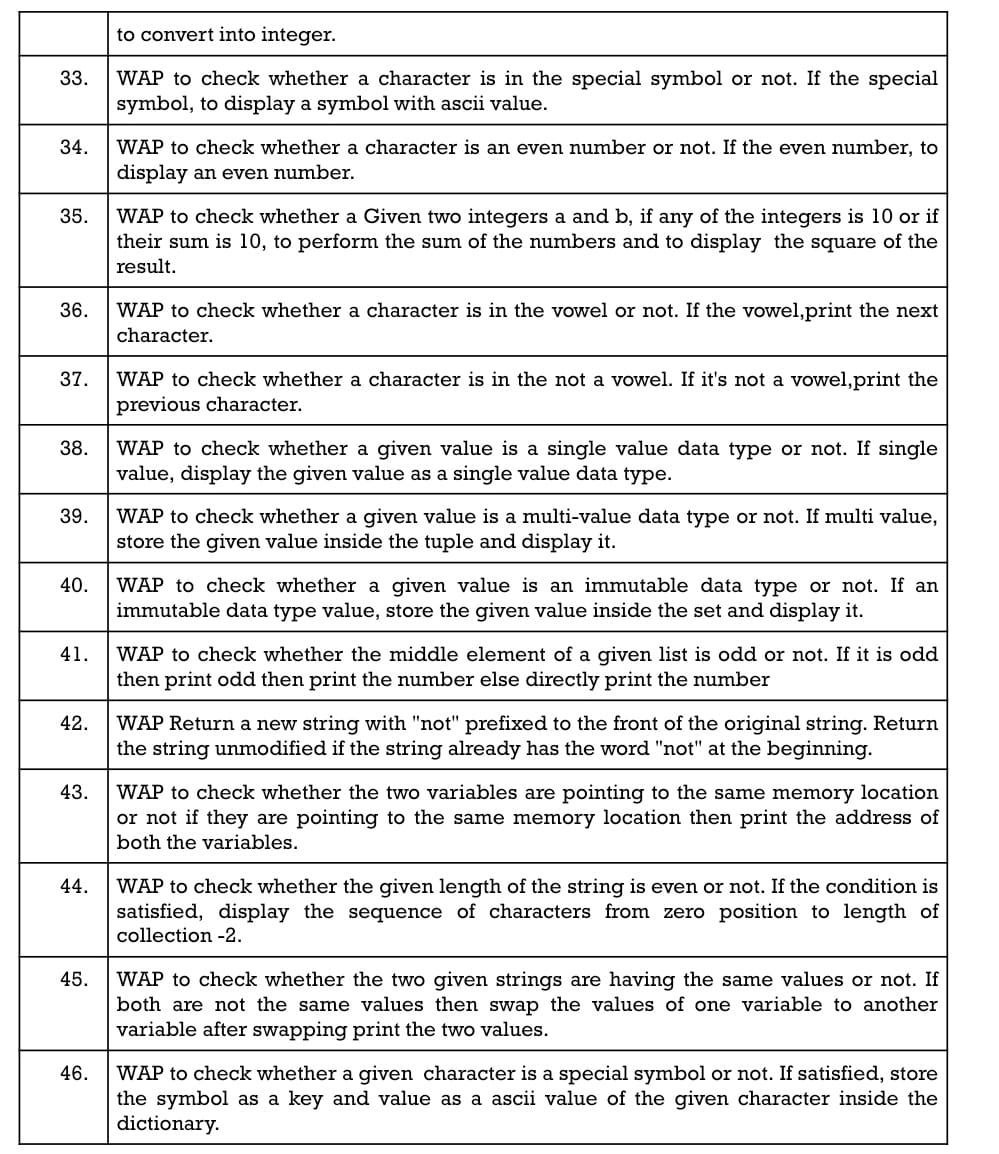 to convert into integer.
33. WAP to check whether a character is in the special symbol or not. If the special
symbol, to display a symbol with ascii value.
34. WAP to check whether a character is an even number or not. If the even number, to
display an even number.
35. WAP to check whether a Given two integers a and b, if any of the integers is 10 or if
their sum is 10, to perform the sum of the numbers and to display  the square of the
result.
36. WAP to check whether a character is in the vowel or not. If the vowel,print the next
character.
37. WAP to check whether a character is in the not a vowel. If it's not a vowel,print the
previous character.
38. WAP to check whether a given value is a single value data type or not. If single
value, display the given value as a single value data type.
39. WAP to check whether a given value is a multi-value data type or not. If multi value,
store the given value inside the tuple and display it.
40. WAP to check whether a given value is an immutable data type or not. If an
immutable data type value, store the given value inside the set and display it.
41. WAP to check whether the middle element of a given list is odd or not. If it is odd
then print odd then print the number else directly print the number
42. WAP Return a new string with "not" prefixed to the front of the original string. Return
the string unmodified if the string already has the word "not" at the beginning.
43. WAP to check whether the two variables are pointing to the same memory location
or not if they are pointing to the same memory location then print the address of
both the variables.
44. WAP to check whether the given length of the string is even or not. If the condition is
satisfied, display the sequence of characters from zero position to length of
collection -2.
45. WAP to check whether the two given strings are having the same values or not. If
both are not the same values then swap the values of one variable to another
variable after swapping print the two values.
46. WAP to check whether a given  character is a special symbol or not. If satisfied, store
the symbol as a key and value as a ascii value of the given character inside the
dictionary.